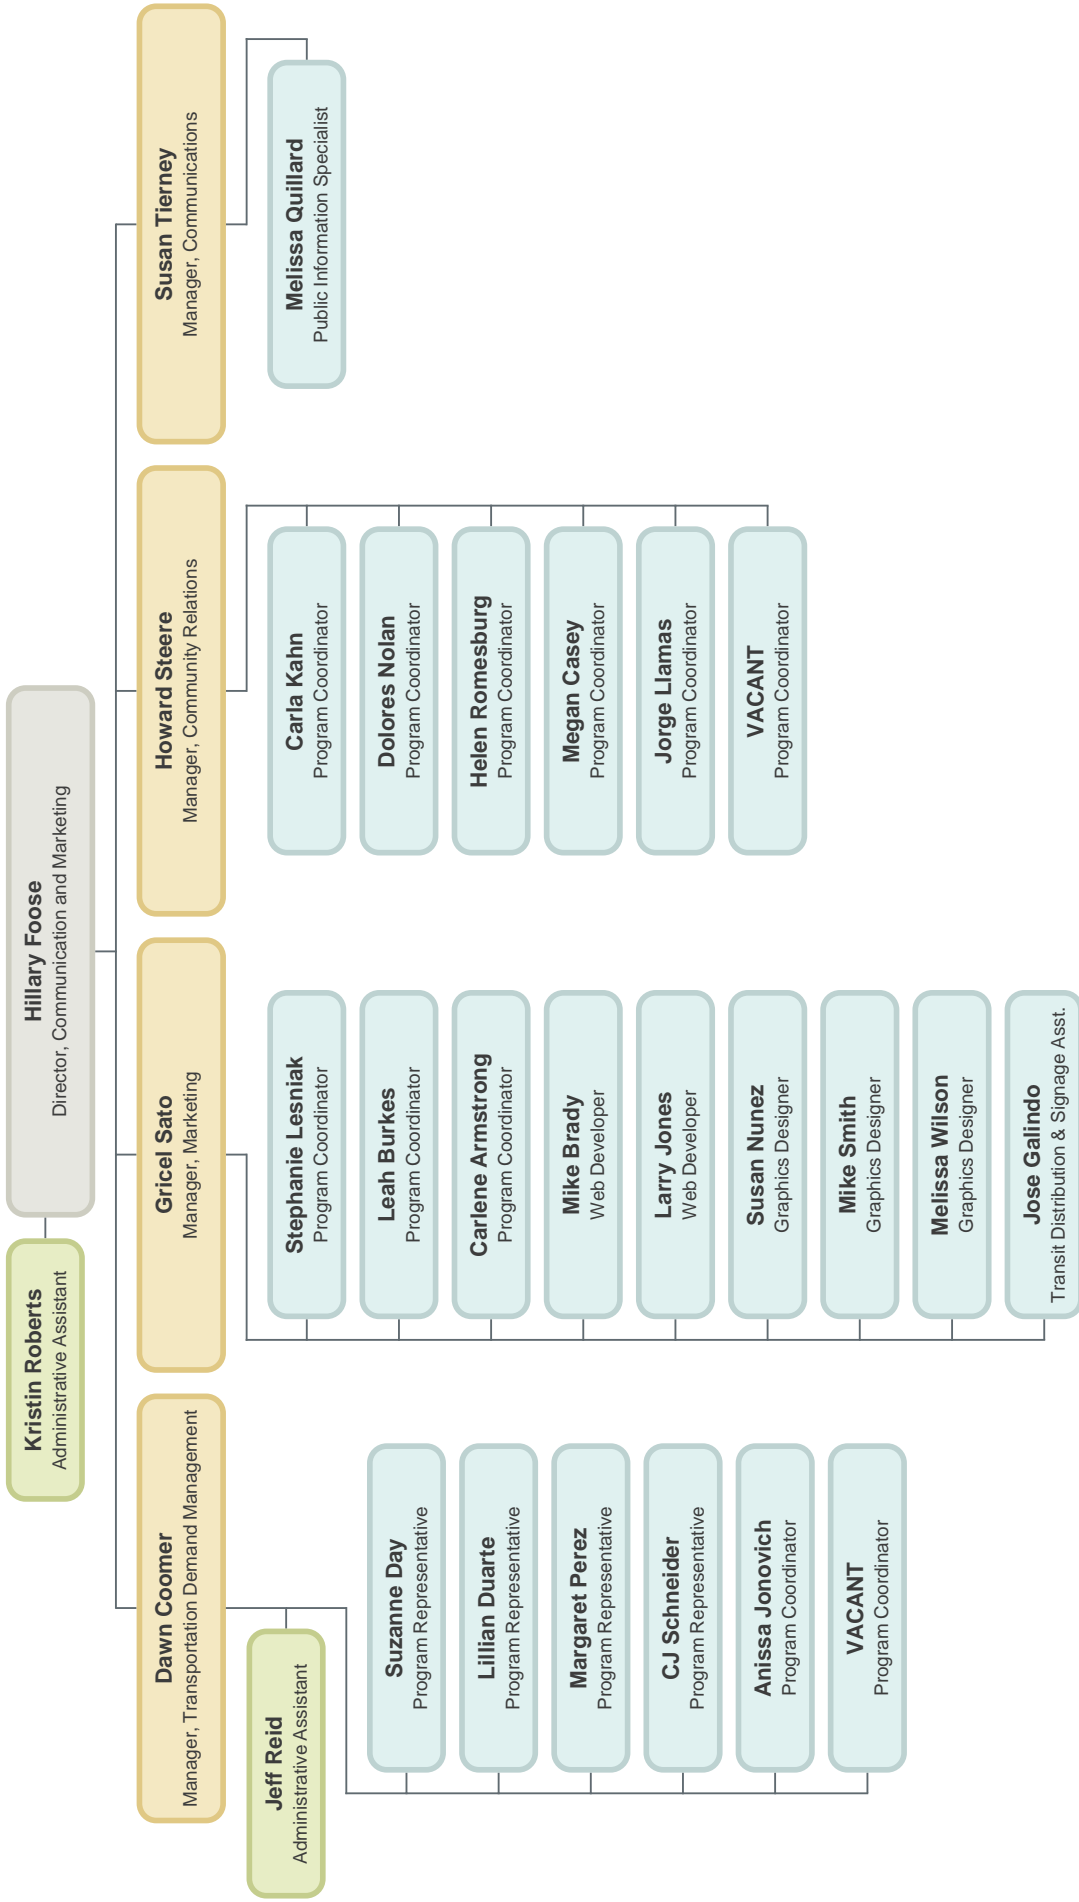 Hillary Foose
Director, Communication and Marketing
Kristin Roberts
Administrative Assistant
Dawn Coomer
Manager, Transportation Demand Management
Jeff Reid
Administrative Assistant
Suzanne Day
Program Representative
Lillian Duarte
Program Representative
Margaret Perez
Program Representative
CJ Schneider
Program Representative
Anissa Jonovich
Program Coordinator
VACANT
Program Coordinator
Gricel Sato
Manager, Marketing
Stephanie Lesniak
Program Coordinator
Leah Burkes
Program Coordinator
Carlene Armstrong
Program Coordinator
Mike Brady
Web Developer
Larry Jones
Web Developer
Susan Nunez
Graphics Designer
Mike Smith
Graphics Designer
Melissa Wilson
Graphics Designer
Jose Galindo
Transit Distribution & Signage Asst.
Howard Steere
Manager, Community Relations
Carla Kahn
Program Coordinator
Dolores Nolan
Program Coordinator
Helen Romesburg
Program Coordinator
Megan Casey
Program Coordinator
Jorge Llamas
Program Coordinator
VACANT
Program Coordinator
Susan Tierney
Manager, Communications
Melissa Quillard
Public Information Specialist